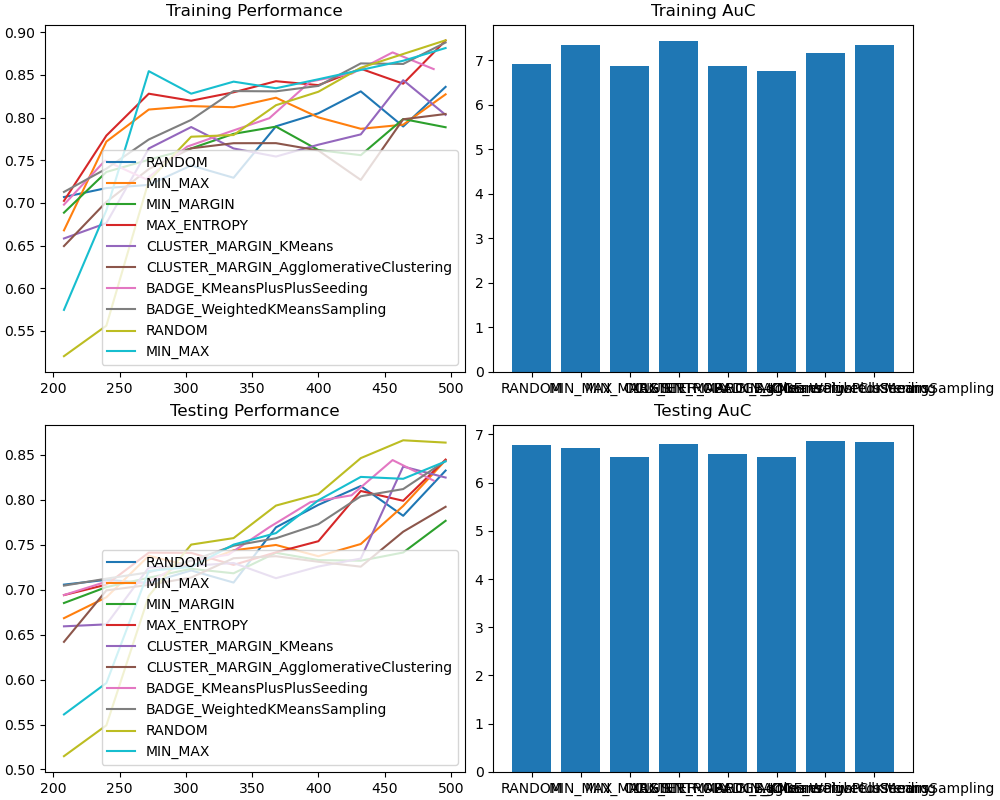 Training Performance
0.90
0.85
0.80
0.75
0.70
0.65
0.60
0.55
200 250 300 350 400 450 500
RANDOM
MIN_MAX
MIN_MARGIN
MAX_ENTROPY
CLUSTER_MARGIN_KMeans
CLUSTER_MARGIN_AgglomerativeClustering
BADGE_KMeansPlusPlusSeeding
BADGE_WeightedKMeansSampling
RANDOM
MIN_MAX
Training AuC
7
6
5
4
3
2
1
0
RANDOM
Testing Performance
0.85
0.80
0.75
0.70
0.65
0.60
0.55
0.50
200 250 300 350 400 450 500
RANDOM
MIN_MAX
MIN_MARGIN
MAX_ENTROPY
CLUSTER_MARGIN_KMeans
CLUSTER_MARGIN_AgglomerativeClustering
BADGE_KMeansPlusPlusSeeding
BADGE_WeightedKMeansSampling
RANDOM
MIN_MAX
Testing AuC
7
6
5
4
3
2
1
0
RANDOM